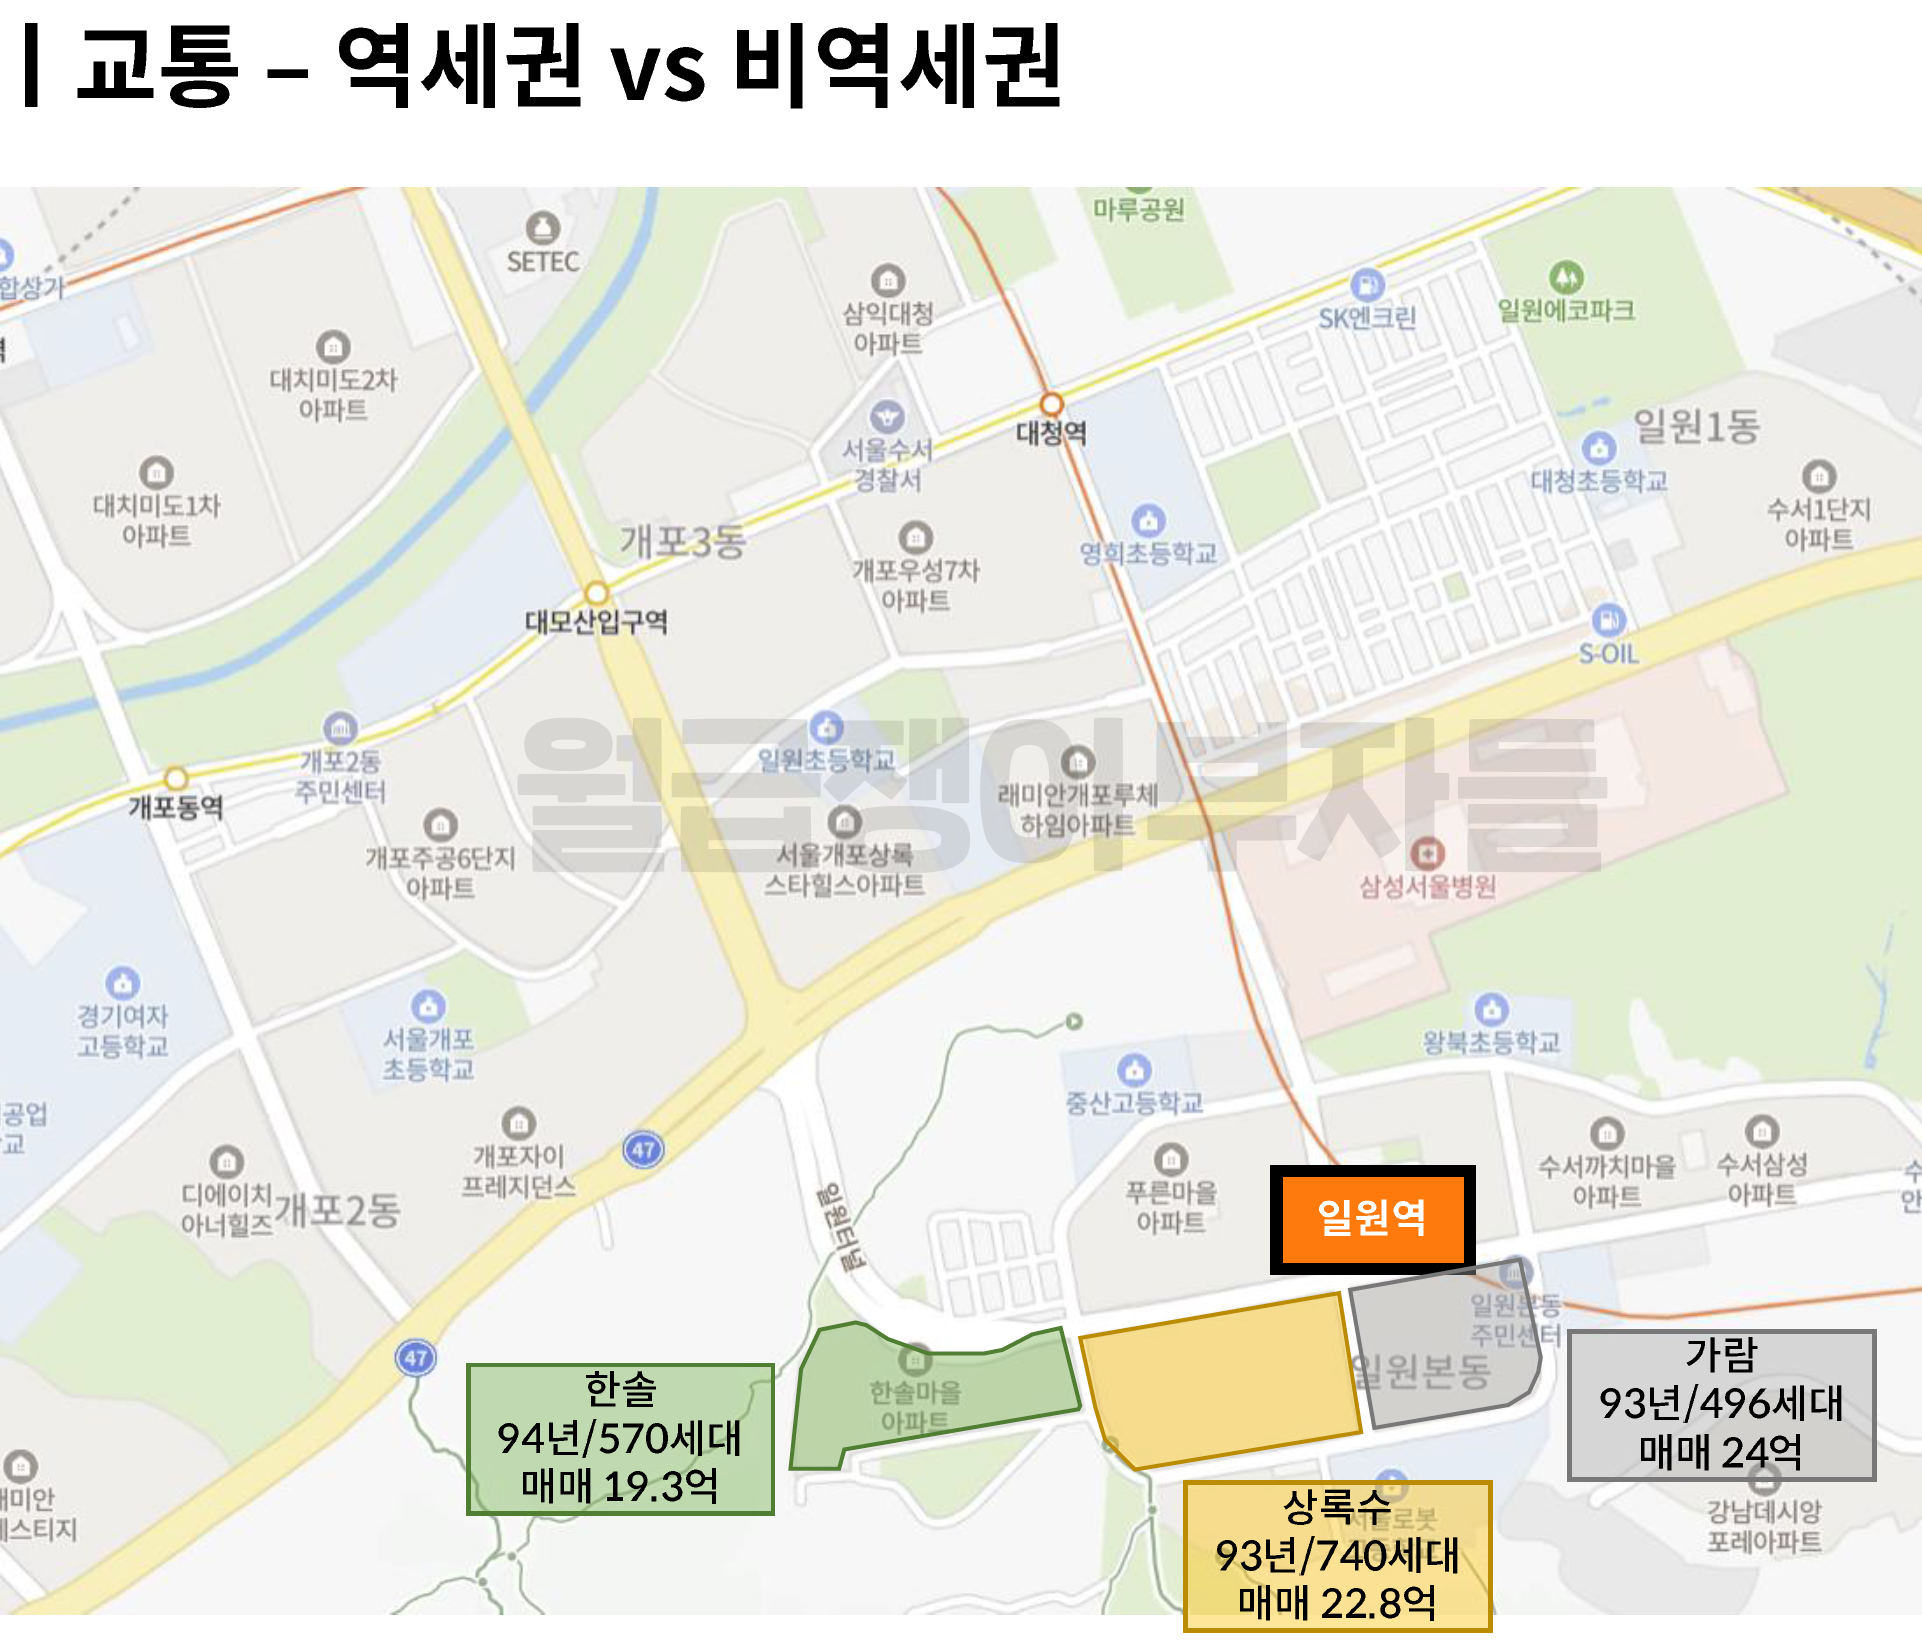 | 교통 – 역세권 vs 비역세권
마루공원
SETEC
합상가
삼익대청
아파트
SK엔크린
일원에코파크
대치미도2차
아파트
대청역
일원1동
서울수서
경찰서
대청초등학교
대치미도1차
아파트
수서1단지
아파트
개포3동
영희초등학교
개포우성7차
아파트
대모산입구역
S-OIL
월급쟁이부자들
개포2동
주민센터
일원초등학교
래미안개포루체
하임아파트
개포동역
개포주공6단지
아파트
서울개포상록
스타힐스아파트
삼성서울병원
경기여자
고등학교
서울개포
초등학교
왕북초등학교
중산고등학교
공업
교
개포자이
프레지던스
47
디에이치
아너힐즈
개포2동
일원터널
푸른마을
아파트
일원역
수서까치마을
아파트
수서삼성
아파트
수
안
일원본동
주민센터
일원본동
47
한솔마을
아파트
한솔
94년/570세대
매매 19.3억
가람
93년/496세대
매매 24억
상록수
93년/740세대
매매 22.8억
서울로봇
강남데시앙
포레아파트
래미안
스티지